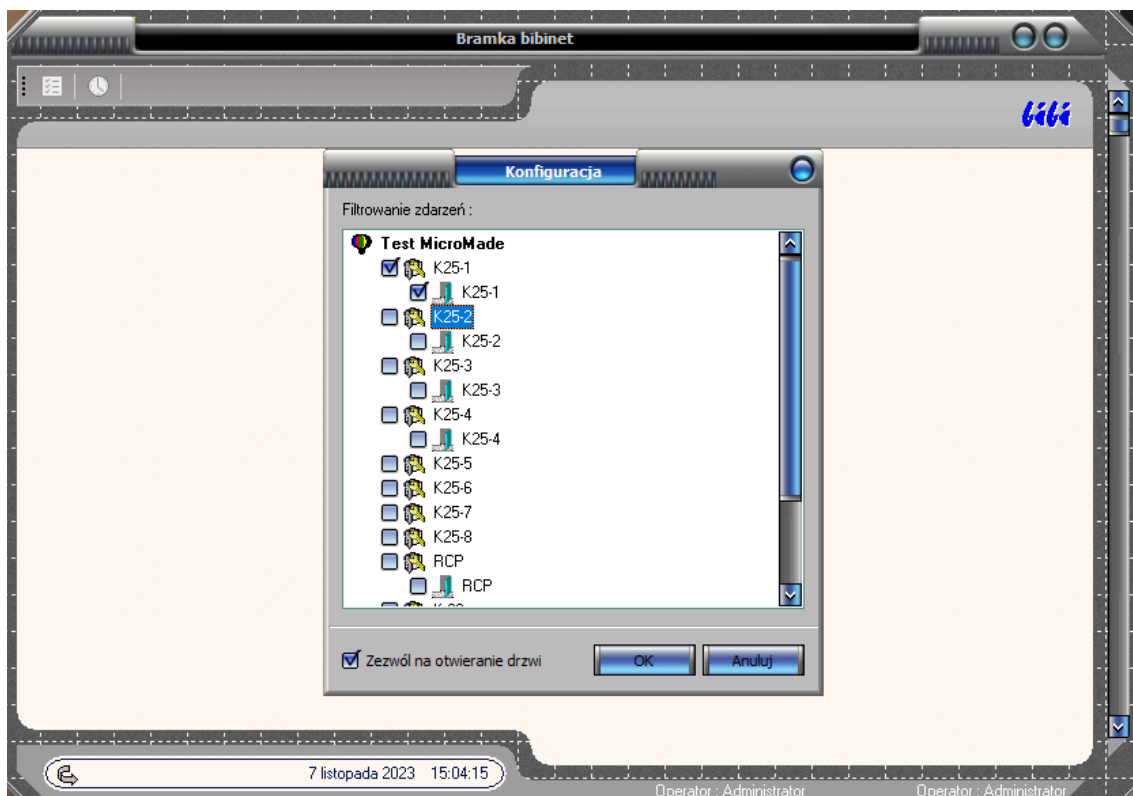 Bramka bibinet
bibi
Konfiguracja
Filtrowanie zdarzeń :
Test MicroMade
K25-1
K25-1
K25-2
K25-2
K25-3
K25-3
K25-4
K25-4
K25-5
K25-6
K25-7
K25-8
RCP
RCP
Zezwól na otwieranie drzwi
OK
Anuluj
7 listopada 2023 15:04:15
Operator : Administrator
Operator : Administrator